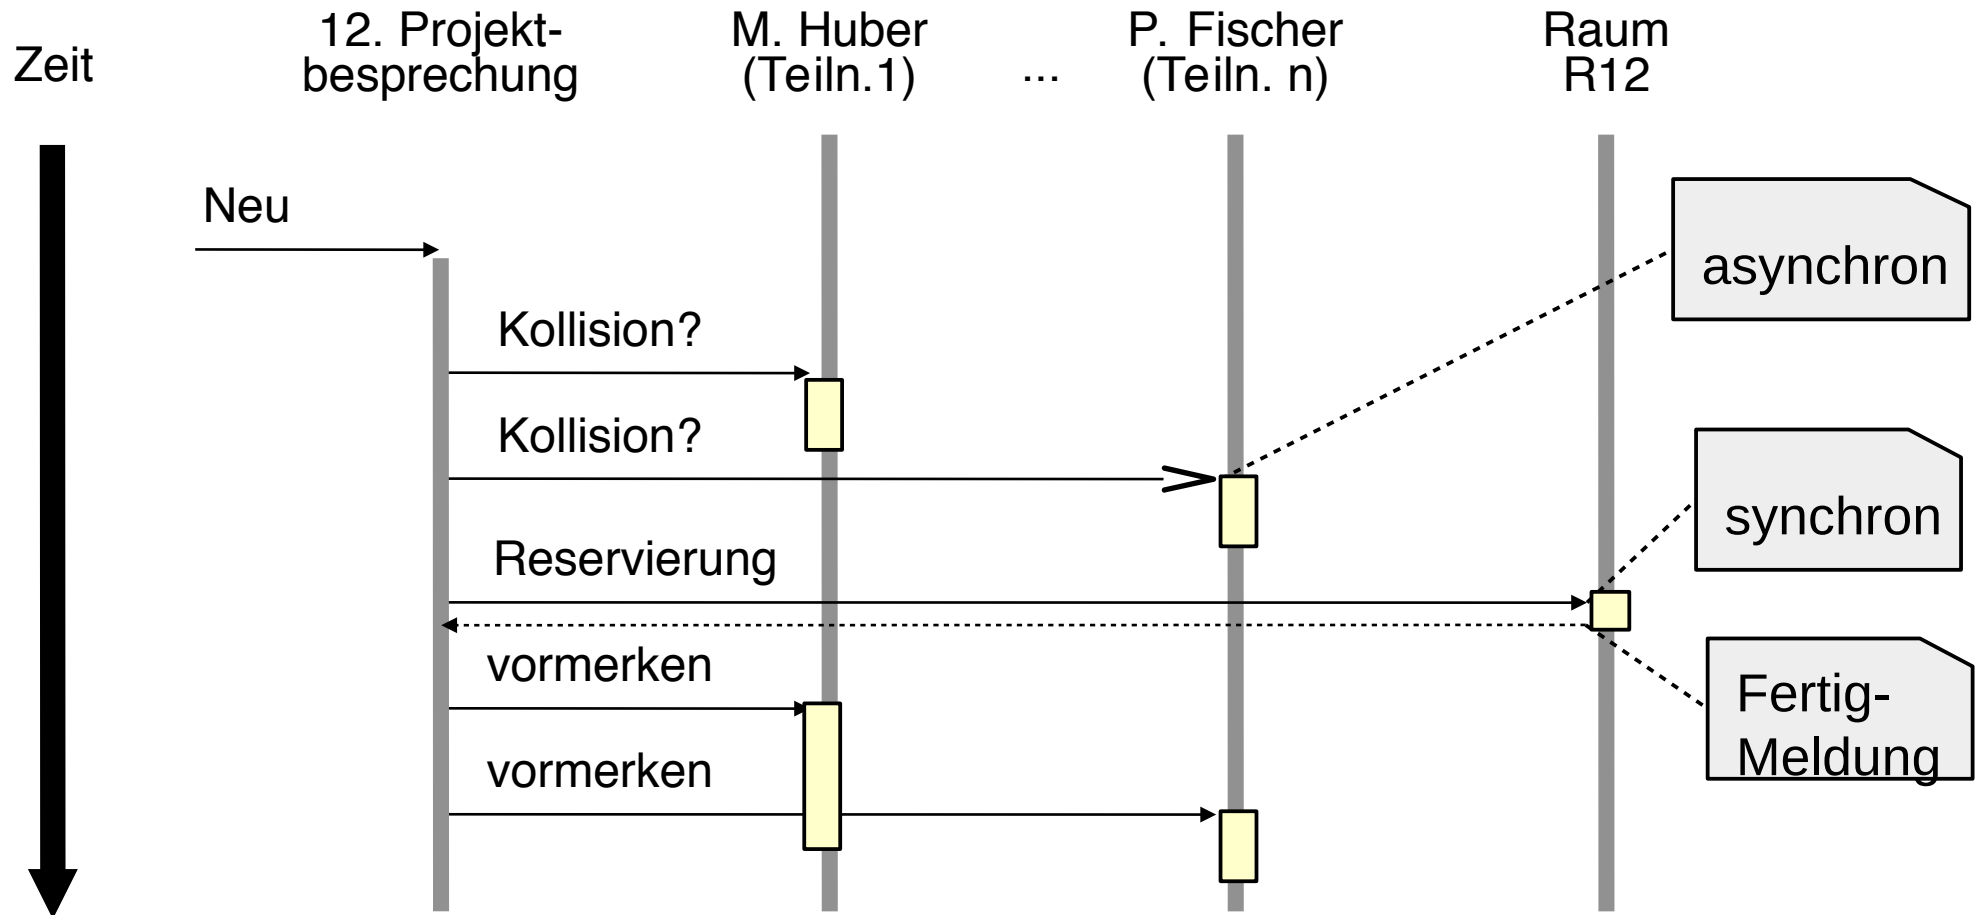 Zeit
12. Projekt-
besprechung
M. Huber
(Teiln.1)
...
P. Fischer
(Teiln. n)
Raum
R12
Neu
asynchron
Kollision?
Kollision?
synchron
Reservierung
vormerken
Fertig-
Meldung
vormerken